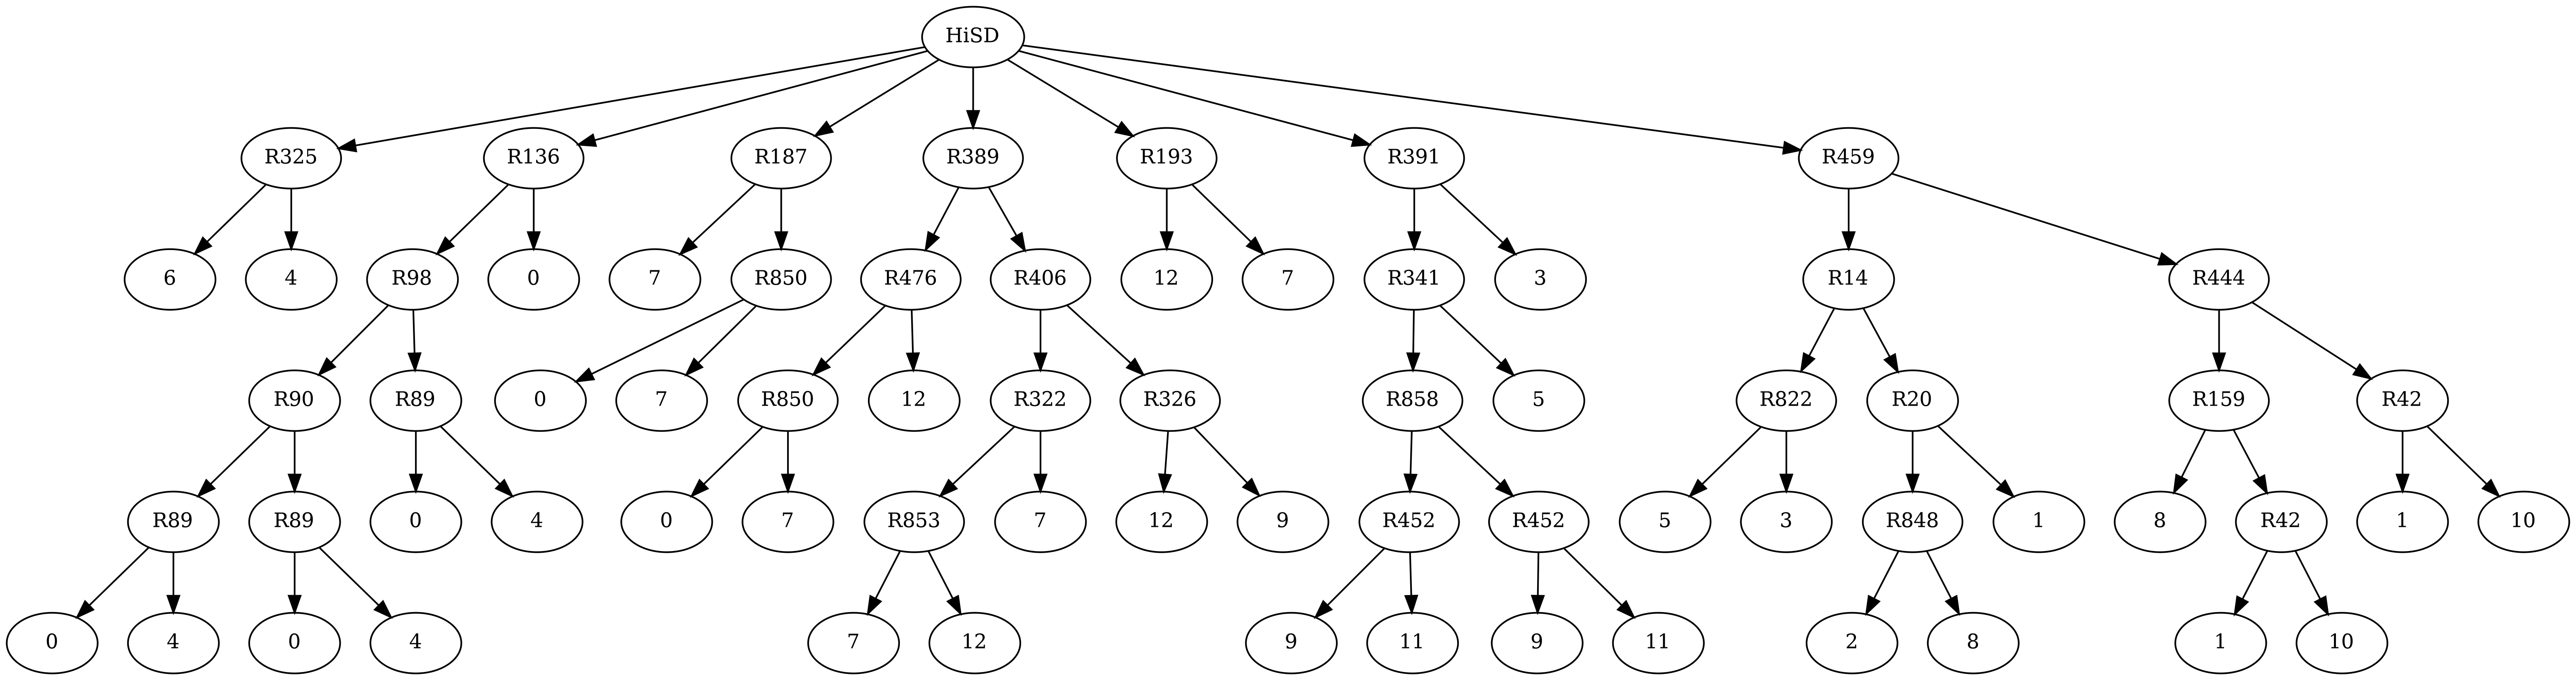 HiSD
R325 R136 R187 R389 R193 R391 R459
6 4 R98 0 7 R850 R476 R406 12 7 R341 3 R14 R444
R90 R89 0 7 R850 12 R322 R326 R858 5 R822 R20 R159 R42
R89 R89 0 4 0 7 R853 7 12 9 R452 R452 5 3 R848 1 8 R42 1 10
0 4 0 4 7 12 9 11 9 11 2 8 1 10